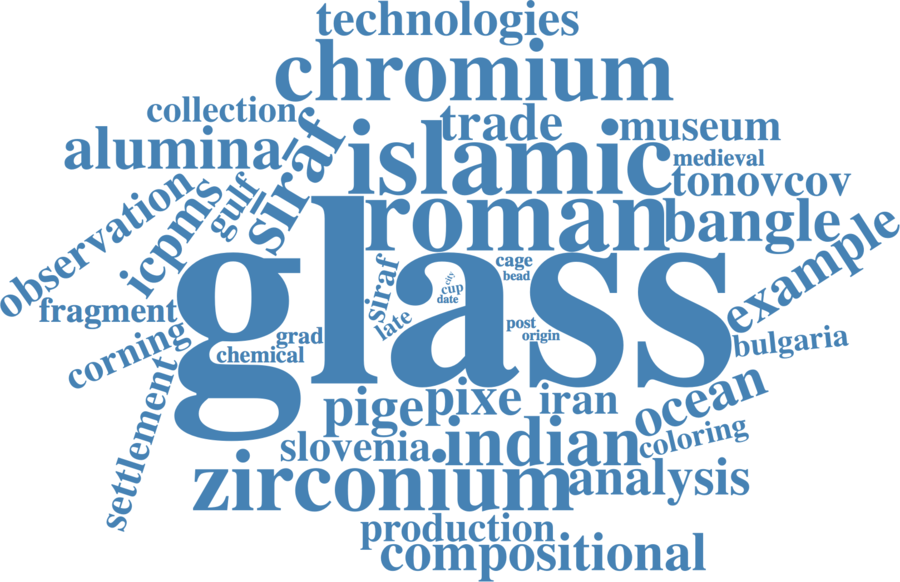 technologies
chromium
collection
trade
museum
alumina
sīrāf
islamic
medieval
tonovcov
observation
icpms
gulf
roman
bangle
example
glass
siraf
late
city
cup
date
cage
bead
post
origin
grad
chemical
fragment
corning
settlement
bulgaria
pige
pixe
iran
ocean
coloring
slovenia
indian
zirconium
analysis
production
compositional